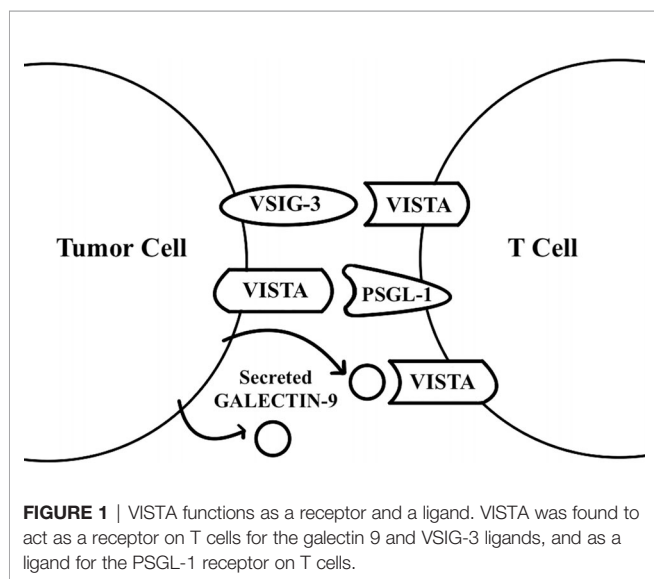 VSIG-3 VISTA
Tumor Cell T Cell
VISTA PSGL-1
Secreted
GALECTIN-9
VISTA
FIGURE 1 | VISTA functions as a receptor and a ligand. VISTA was found to
act as a receptor on T cells for the galectin 9 and VSIG-3 ligands, and as a
ligand for the PSGL-1 receptor on T cells.